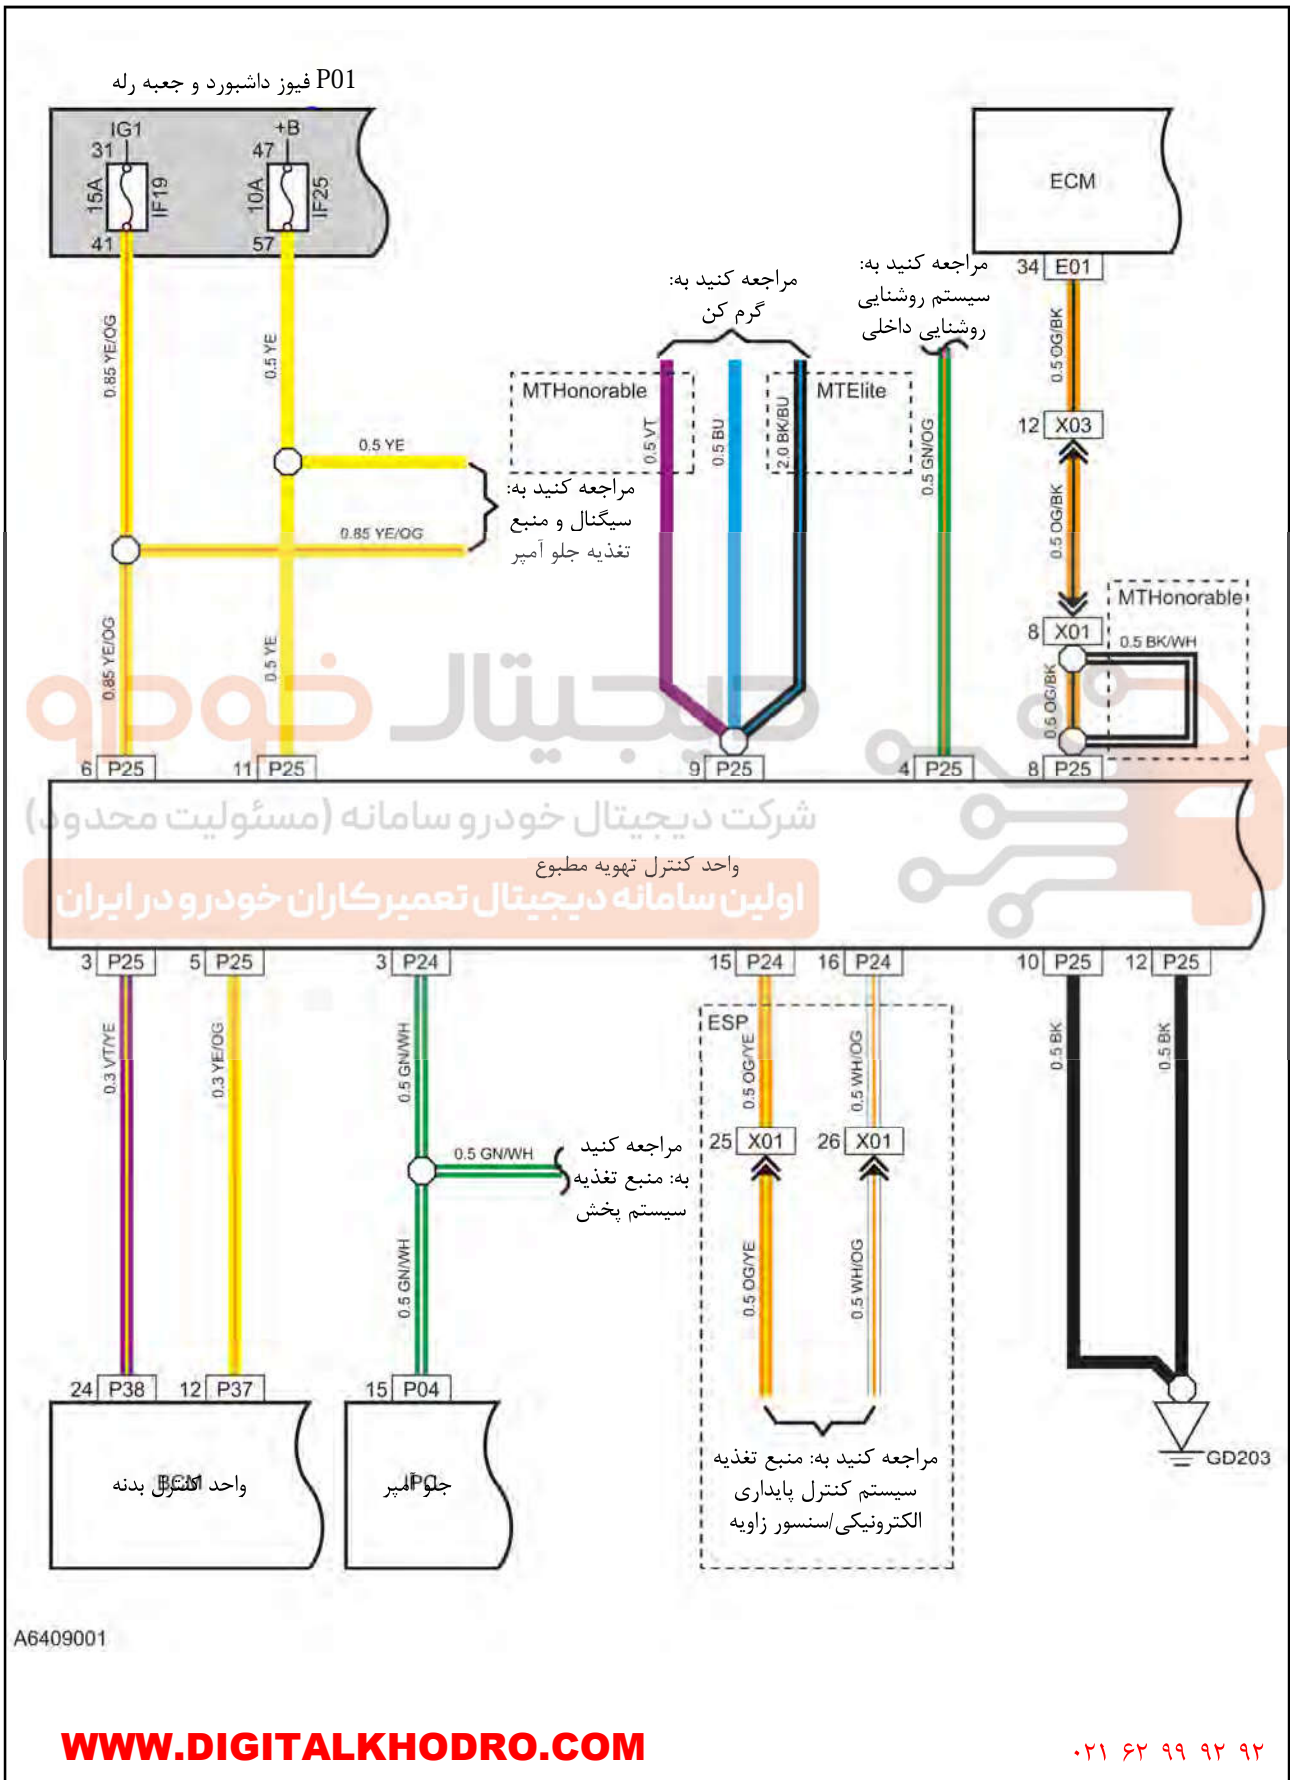 P01 فیوز داشبورد و جعبه رله
IG1
31
15A
IF19
41
+B
47
10A
IF25
57
ECM
34 E01
مراجعه کنید به:
سیستم روشنایی
روشنایی داخلی
مراجعه کنید به:
گرم کن
0.85 YE/OG
0.5 YE
0.5 YE
0.85 YE/OG
مراجعه کنید به:
سیگنال و منبع
تغذیه جلو آمپر
MTHonorable
0.5 VT
0.5 BU
2.0 BK/BU
MTElite
0.5 GN/OG
0.5 OG/BK
12 X03
0.5 OG/BK
8 X01
MTHonorable
0.5 BK/WH
0.5 OG/BK
0.85 YE/OG
0.5 YE
دیجیتال خودرو
6 P25
11 P25
9 P25
4 P25
8 P25
شرکت دیجیتال خودرو سامانه (مسئولیت محدود)
واحد کنترل تهویه مطبوع
اولین سامانه دیجیتال تعمیرکاران خودرو در ایران
3 P25
5 P25
3 P24
15 P24
16 P24
10 P25
12 P25
0.3 VT/YE
0.3 YE/OG
0.5 GN/WH
ESP
0.5 OG/YE
0.5 WH/OG
0.5 BK
0.5 BK
0.5 GN/WH
مراجعه کنید
به: منبع تغذیه
سیستم پخش
25 X01
26 X01
0.5 GN/WH
0.5 OG/YE
0.5 WH/OG
24 P38
12 P37
15 P04
واحد کنترل بدنه
BCM
جلو آمپر
IPC
مراجعه کنید به: منبع تغذیه
سیستم کنترل پایداری
الکترونیکی/سنسور زاویه
GD203
A6409001
WWW.DIGITALKHODRO.COM
۰۲۱ ۶۲ ۹۹ ۹۲ ۹۲